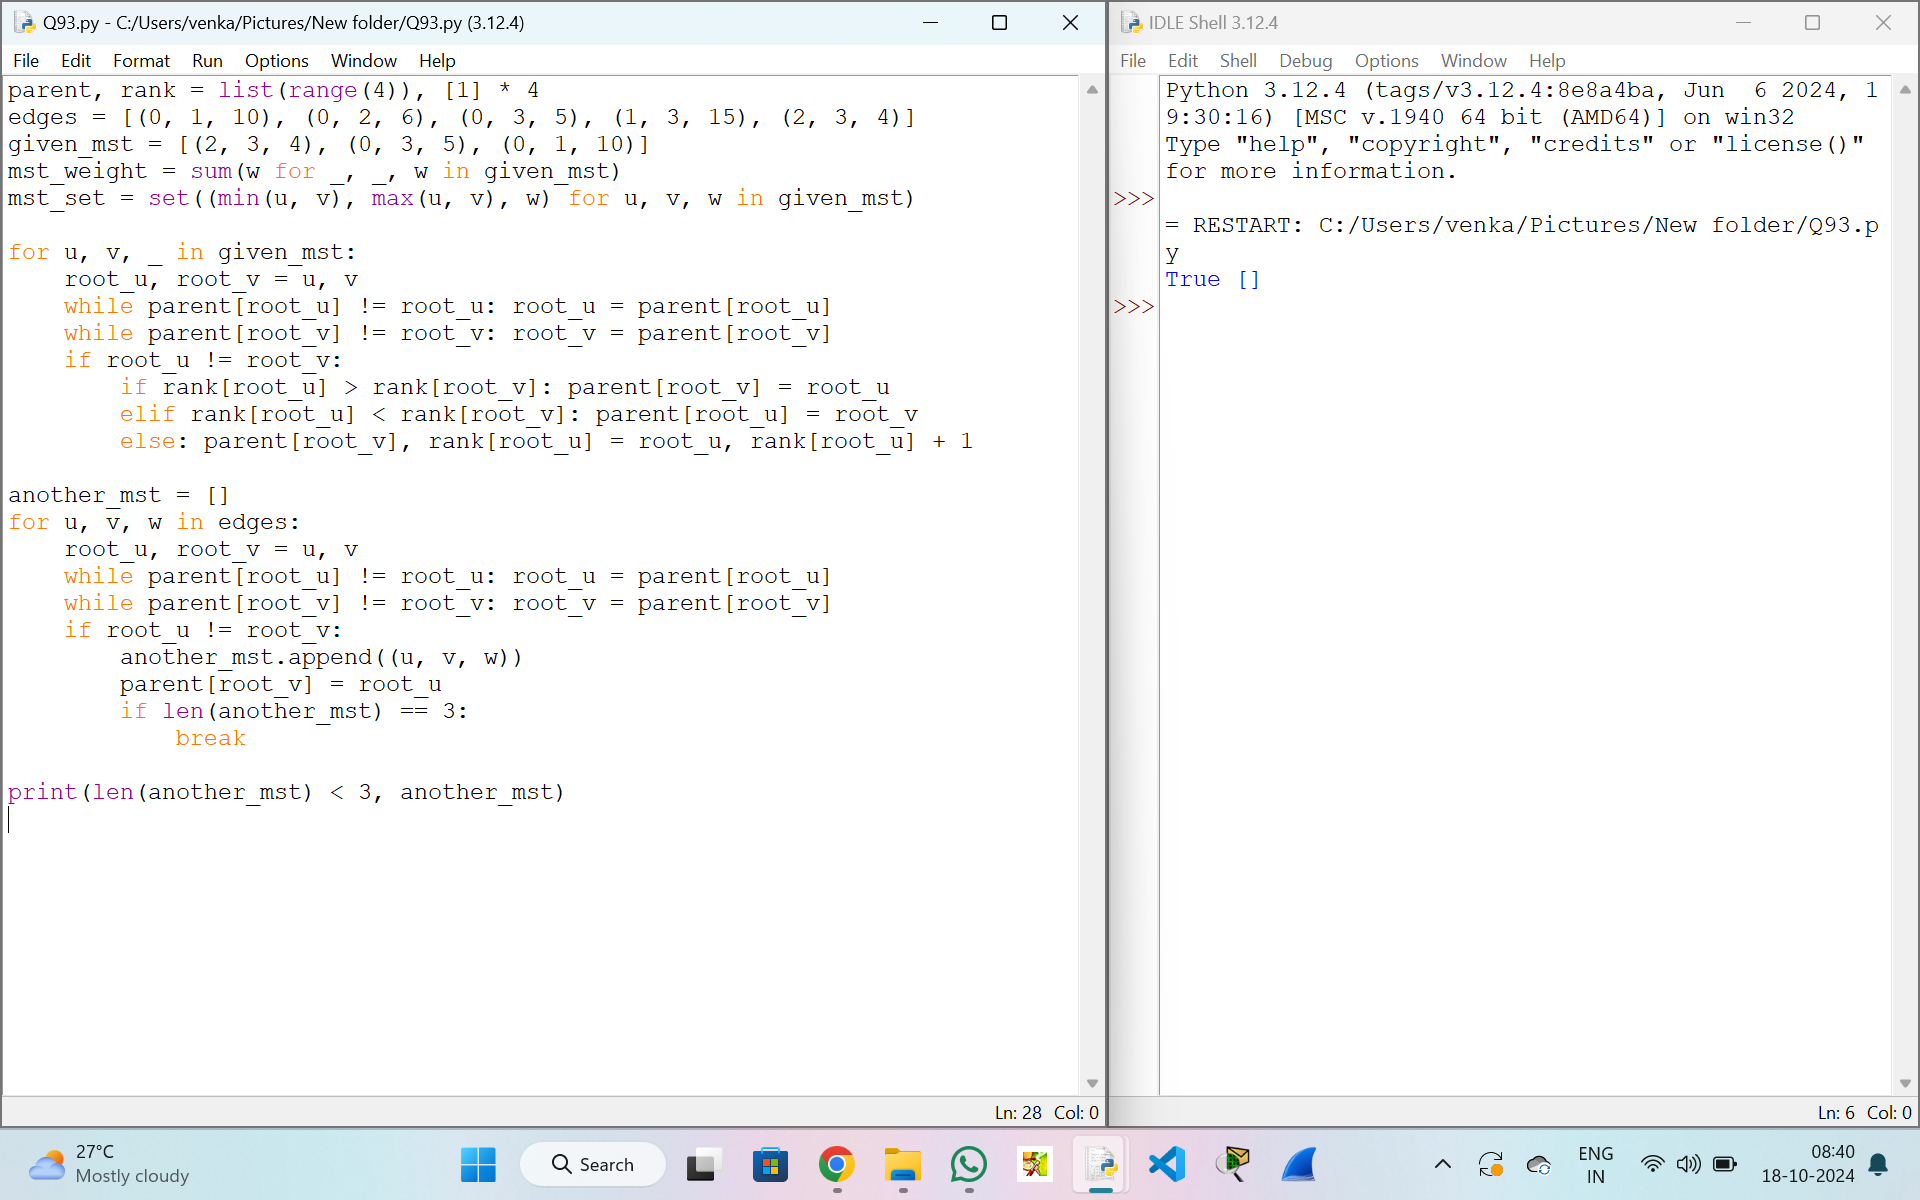 Q93.py - C:/Users/venka/Pictures/New folder/Q93.py (3.12.4)
File Edit Format Run Options Window Help
parent, rank = list(range(4)), [1] * 4
edges = [(0, 1, 10), (0, 2, 6), (0, 3, 5), (1, 3, 15), (2, 3, 4)]
given_mst = [(2, 3, 4), (0, 3, 5), (0, 1, 10)]
mst_weight = sum(w for _, _, w in given_mst)
mst_set = set((min(u, v), max(u, v), w) for u, v, w in given_mst)

for u, v, _ in given_mst:
    root_u, root_v = u, v
    while parent[root_u] != root_u: root_u = parent[root_u]
    while parent[root_v] != root_v: root_v = parent[root_v]
    if root_u != root_v:
        if rank[root_u] > rank[root_v]: parent[root_v] = root_u
        elif rank[root_u] < rank[root_v]: parent[root_u] = root_v
        else: parent[root_v], rank[root_u] = root_u, rank[root_u] + 1

another_mst = []
for u, v, w in edges:
    root_u, root_v = u, v
    while parent[root_u] != root_u: root_u = parent[root_u]
    while parent[root_v] != root_v: root_v = parent[root_v]
    if root_u != root_v:
        another_mst.append((u, v, w))
        parent[root_v] = root_u
        if len(another_mst) == 3:
            break

print(len(another_mst) < 3, another_mst)
Ln: 28 Col: 0
IDLE Shell 3.12.4
File Edit Shell Debug Options Window Help
Python 3.12.4 (tags/v3.12.4:8e8a4ba, Jun  6 2024, 1
9:30:16) [MSC v.1940 64 bit (AMD64)] on win32
Type "help", "copyright", "credits" or "license()"
for more information.
>>>
= RESTART: C:/Users/venka/Pictures/New folder/Q93.p
y
True []
>>>
Ln: 6 Col: 0
27°C
Mostly cloudy
Search
ENG
IN
08:40
18-10-2024